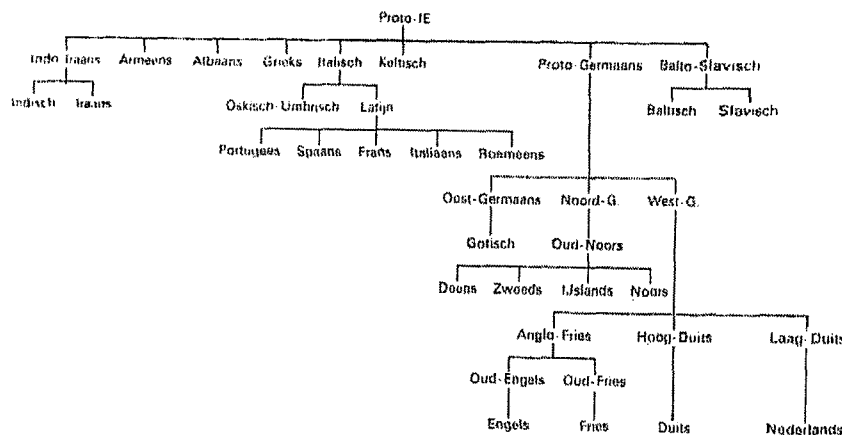 Proto-IE
Indo-Iraans Armeens Albaans Grieks Italisch Keltisch Proto-Germaans Balto-Slavisch
Indisch Iraans Oskisch-Umbrisch Latijn Baltisch Slavisch
Portugees Spaans Frans Italiaans Roemeens
Oost-Germaans Noord-G. West-G.
Gotisch Oud-Noors
Deens Zweeds IJslands Noors
Anglo-Fries Hoog-Duits Laag-Duits
Oud-Engels Oud-Fries
Engels Fries Duits Nederlands